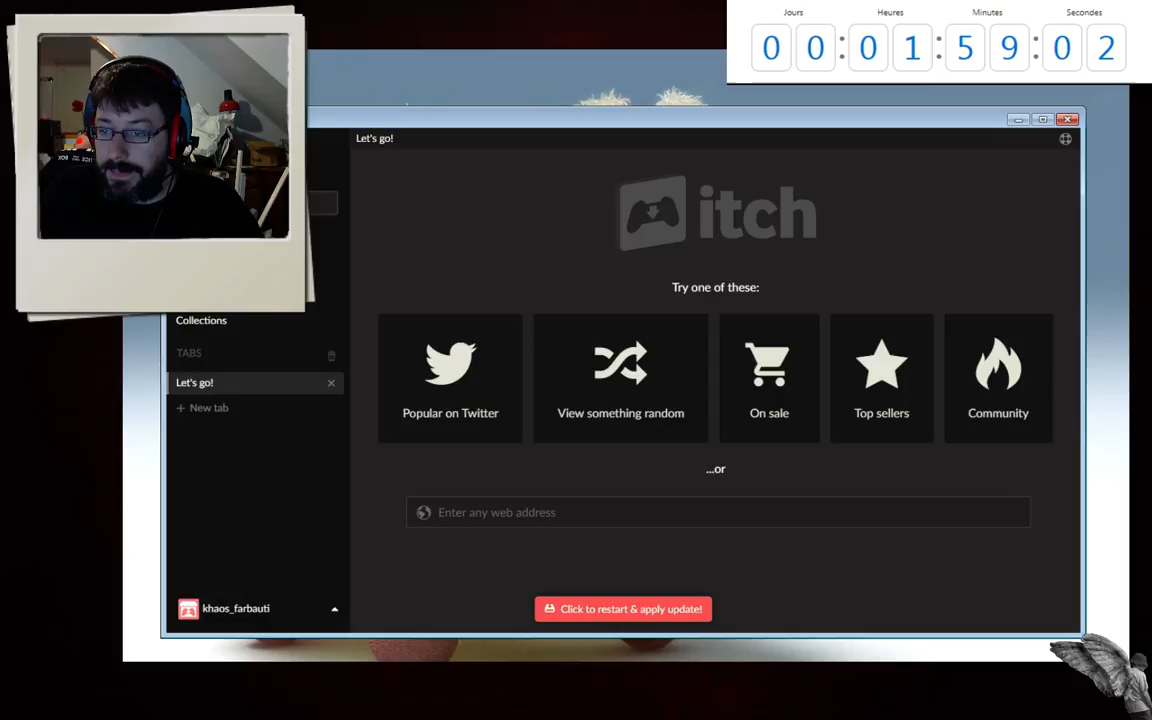 Jours Heures Minutes Secondes
0 0 : 0 1 : 5 9 : 0 2
Let's go!
itch
Try one of these:
Collections
TABS
Let's go!
+ New tab
Popular on Twitter
View something random
On sale
Top sellers
Community
...or
Enter any web address
khaos_farbauti
Click to restart & apply update!